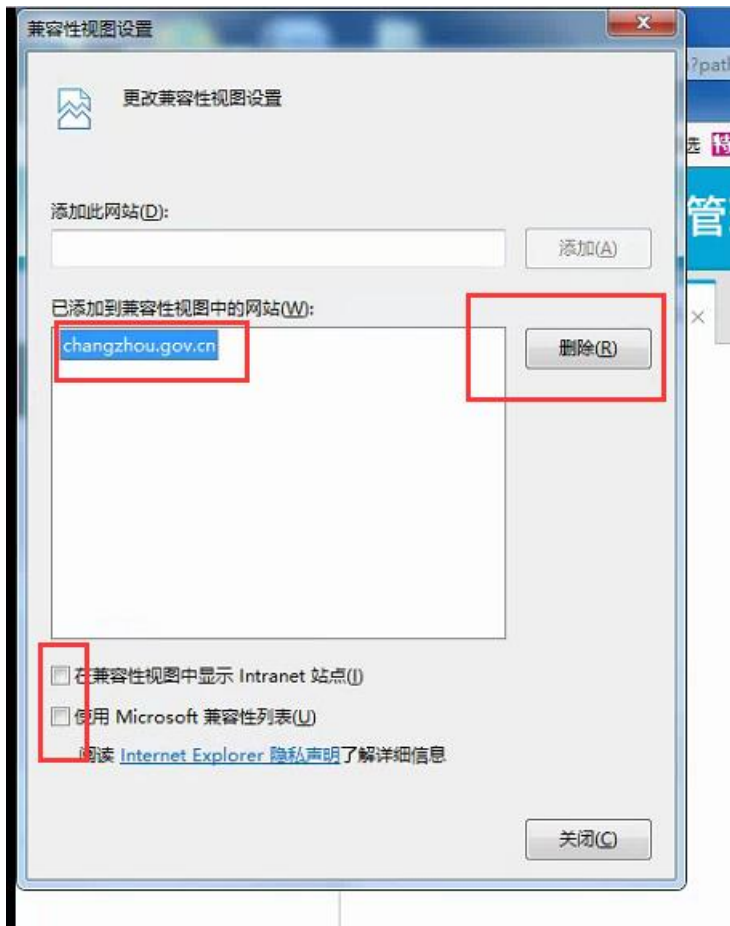 兼容性视图设置
?path
更改兼容性视图设置
选
管
添加此网站(D):
添加(A)
已添加到兼容性视图中的网站(W):
changzhou.gov.cn
删除(R)
在兼容性视图中显示 Intranet 站点(I)
使用 Microsoft 兼容性列表(U)
阅读 Internet Explorer 隐私声明了解详细信息
关闭(C)